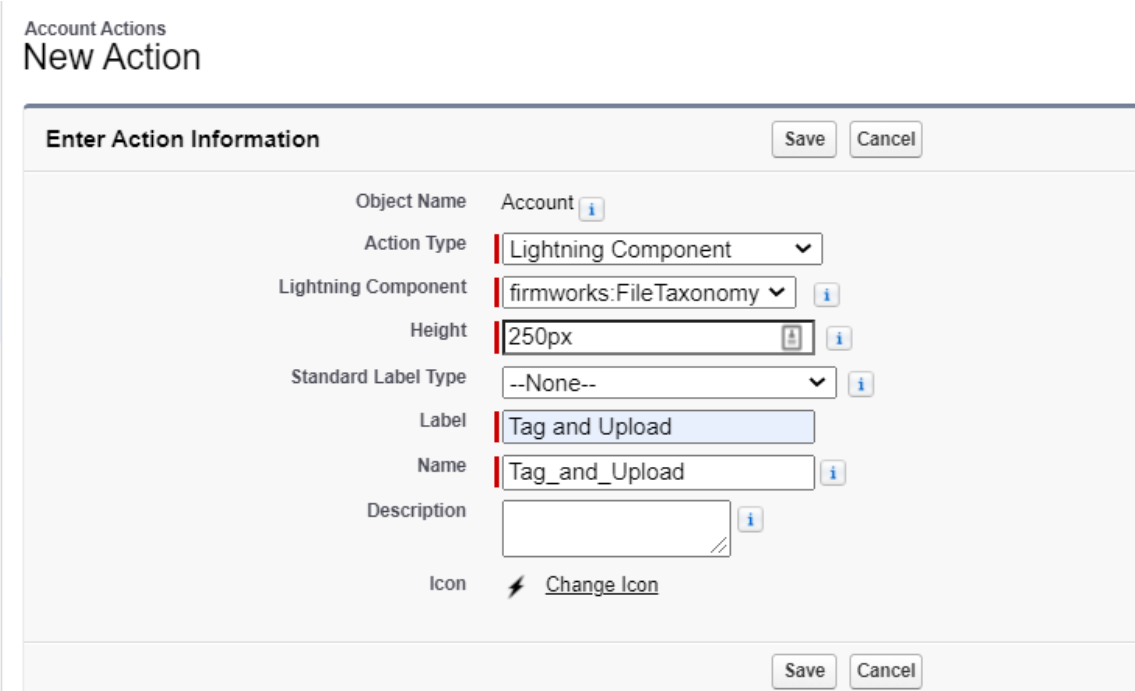 Account Actions
New Action
Enter Action Information Save Cancel
Object Name Account i
Action Type Lightning Component
Lightning Component firmworks:FileTaxonomy i
Height 250px i
Standard Label Type --None-- i
Label Tag and Upload
Name Tag_and_Upload i
Description i
Icon Change Icon
Save Cancel